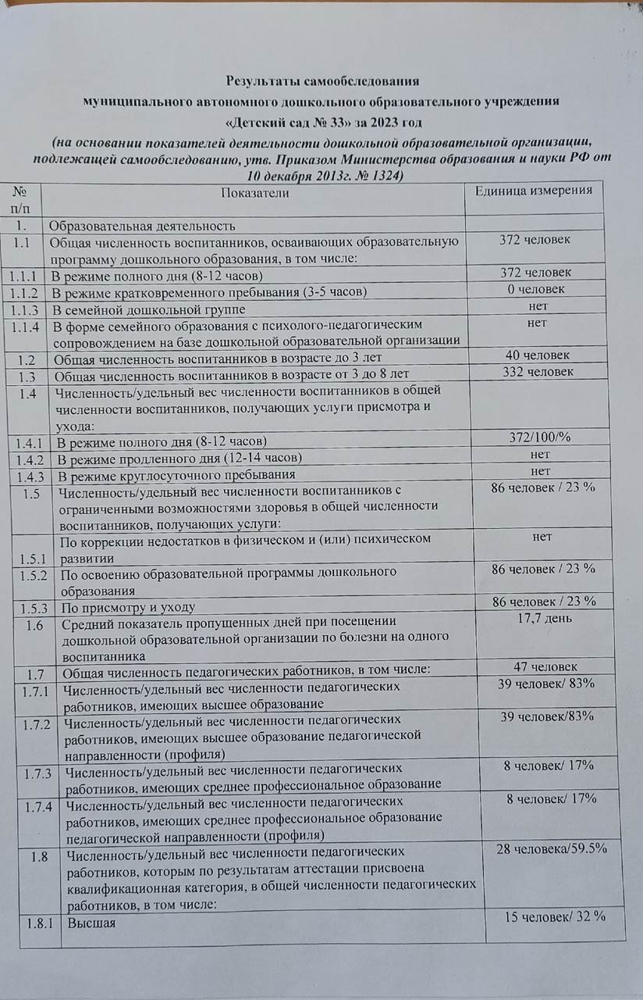 Результаты самообследования
муниципального автономного дошкольного образовательного учреждения
«Детский сад № 33» за 2023 год
(на основании показателей деятельности дошкольной образовательной организации,
подлежащей самообследованию, утв. Приказом Министерства образования и науки РФ от
10 декабря 2013г. № 1324)
№ Показатели Единица измерения
п/п
1. Образовательная деятельность
1.1 Общая численность воспитанников, осваивающих образовательную 372 человек
программу дошкольного образования, в том числе:
1.1.1 В режиме полного дня (8-12 часов) 372 человек
1.1.2 В режиме кратковременного пребывания (3-5 часов) 0 человек
1.1.3 В семейной дошкольной группе нет
1.1.4 В форме семейного образования с психолого-педагогическим нет
сопровождением на базе дошкольной образовательной организации
1.2 Общая численность воспитанников в возрасте до 3 лет 40 человек
1.3 Общая численность воспитанников в возрасте от 3 до 8 лет 332 человек
1.4 Численность/удельный вес численности воспитанников в общей
численности воспитанников, получающих услуги присмотра и
ухода:
1.4.1 В режиме полного дня (8-12 часов) 372/100/%
1.4.2 В режиме продленного дня (12-14 часов) нет
1.4.3 В режиме круглосуточного пребывания нет
1.5 Численность/удельный вес численности воспитанников с 86 человек / 23 %
ограниченными возможностями здоровья в общей численности
воспитанников, получающих услуги:
По коррекции недостатков в физическом и (или) психическом нет
1.5.1 развитии
1.5.2 По освоению образовательной программы дошкольного 86 человек / 23 %
образования
1.5.3 По присмотру и уходу 86 человек / 23 %
1.6 Средний показатель пропущенных дней при посещении 17,7 день
дошкольной образовательной организации по болезни на одного
воспитанника
1.7 Общая численность педагогических работников, в том числе: 47 человек
1.7.1 Численность/удельный вес численности педагогических 39 человек/ 83%
работников, имеющих высшее образование
1.7.2 Численность/удельный вес численности педагогических 39 человек/83%
работников, имеющих высшее образование педагогической
направленности (профиля)
1.7.3 Численность/удельный вес численности педагогических 8 человек/ 17%
работников, имеющих среднее профессиональное образование
1.7.4 Численность/удельный вес численности педагогических 8 человек/ 17%
работников, имеющих среднее профессиональное образование
педагогической направленности (профиля)
1.8 Численность/удельный вес численности педагогических 28 человека/59.5%
работников, которым по результатам аттестации присвоена
квалификационная категория, в общей численности педагогических
работников, в том числе:
1.8.1 Высшая 15 человек/ 32 %